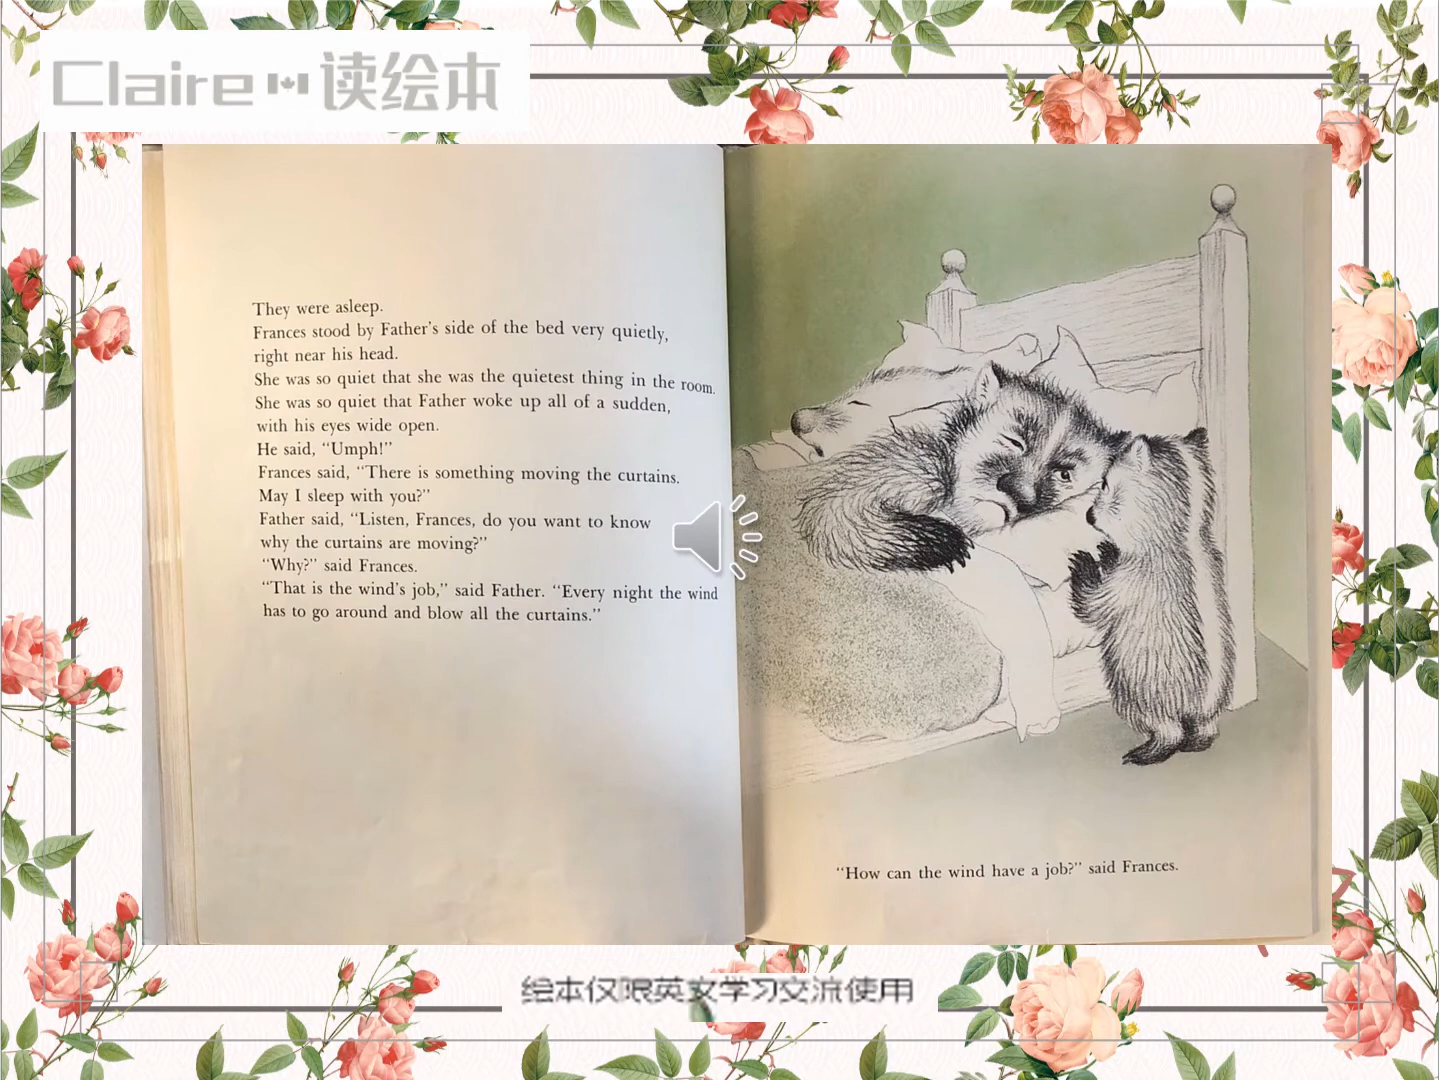 Claire 读绘本
They were asleep.
Frances stood by Father's side of the bed very quietly,
right near his head.
She was so quiet that she was the quietest thing in the room.
She was so quiet that Father woke up all of a sudden,
with his eyes wide open.
He said, “Umph!”
Frances said, “There is something moving the curtains.
May I sleep with you?”
Father said, “Listen, Frances, do you want to know
why the curtains are moving?”
“Why?” said Frances.
“That is the wind's job,” said Father. “Every night the wind
has to go around and blow all the curtains.”
“How can the wind have a job?” said Frances.
绘本仅限英文学习交流使用